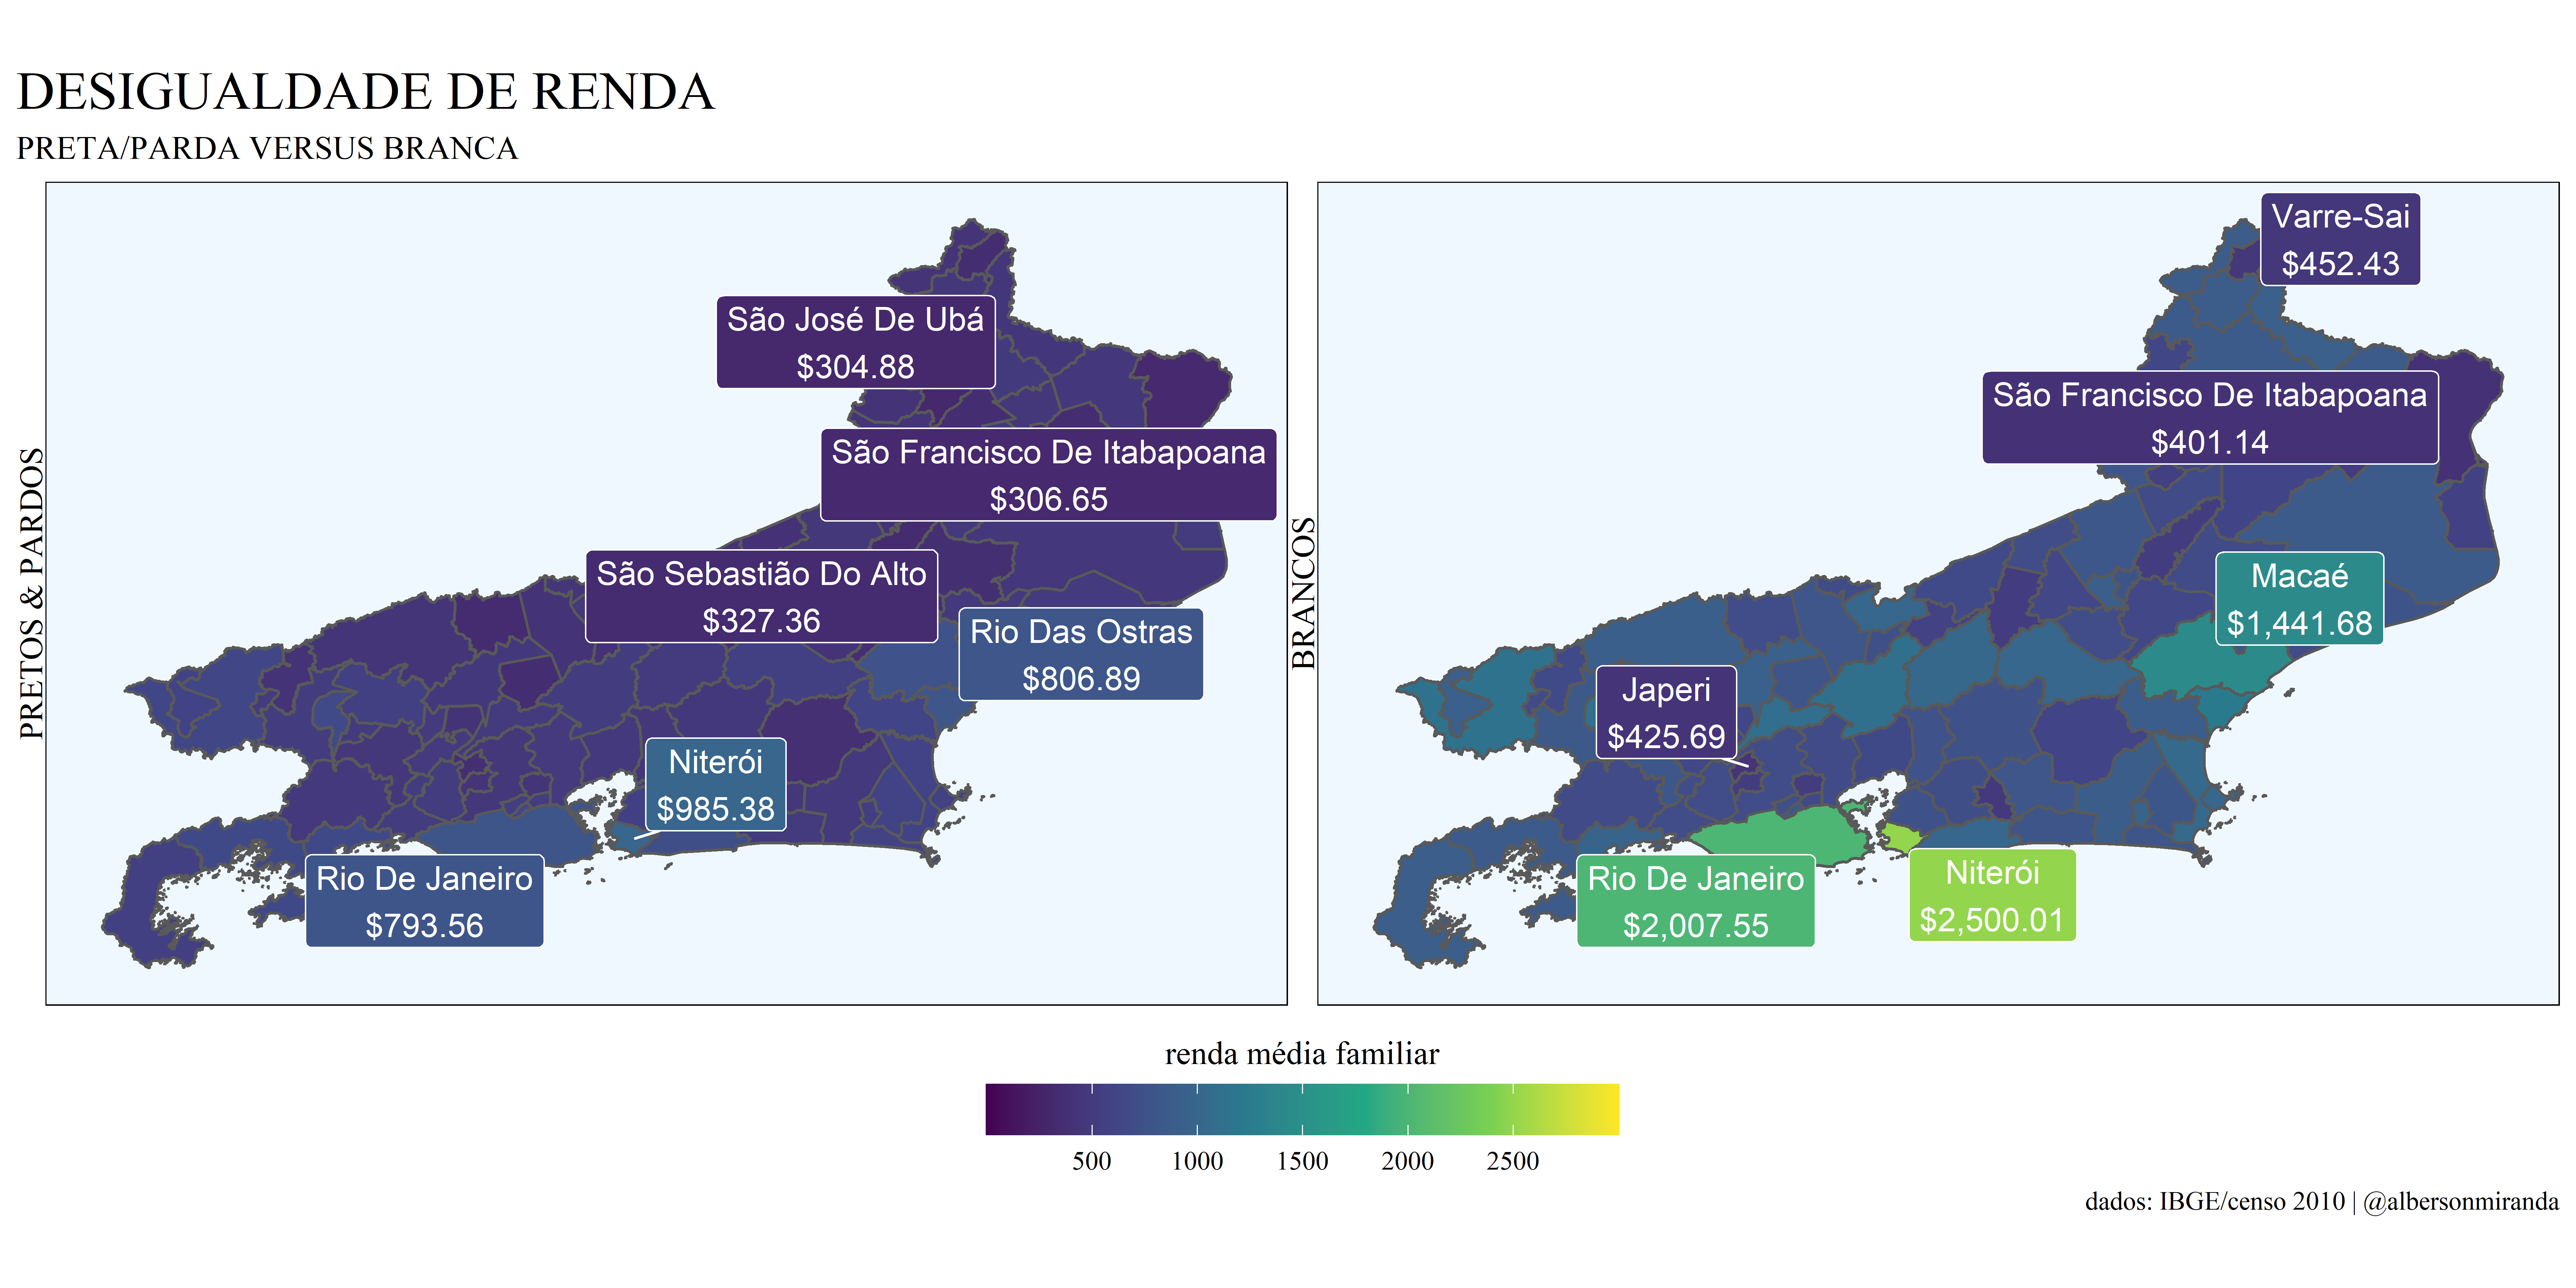 DESIGUALDADE DE RENDA
PRETA/PARDA VERSUS BRANCA
PRETOS & PARDOS
São José De Ubá
$304.88
São Francisco De Itabapoana
$306.65
São Sebastião Do Alto
$327.36
Rio Das Ostras
$806.89
Niterói
$985.38
Rio De Janeiro
$793.56
BRANCOS
Varre-Sai
$452.43
São Francisco De Itabapoana
$401.14
Macaé
$1,441.68
Japeri
$425.69
Rio De Janeiro
$2,007.55
Niterói
$2,500.01
renda média familiar
500 1000 1500 2000 2500
dados: IBGE/censo 2010 | @albersonmiranda